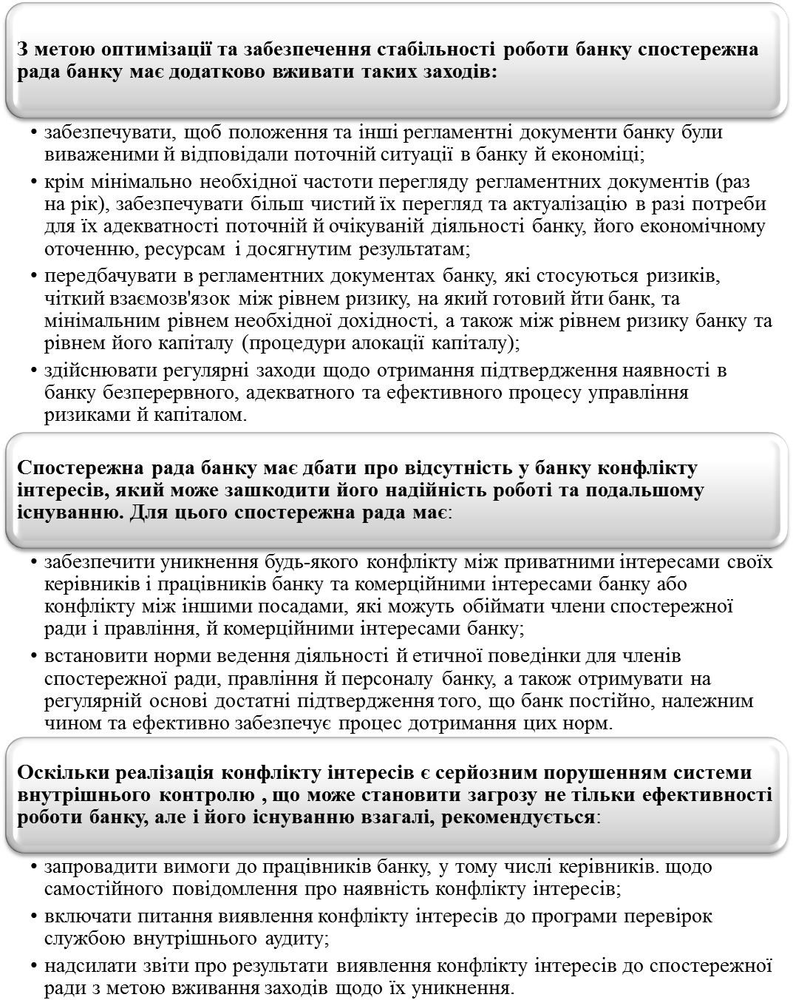 З метою оптимізації та забезпечення стабільності роботи банку спостережна
рада банку має додатково вживати таких заходів:
• забезпечувати, щоб положення та інші регламентні документи банку були
виваженими й відповідали поточній ситуації в банку й економіці;
• крім мінімально необхідної частоти перегляду регламентних документів (раз
на рік), забезпечувати більш чистий їх перегляд та актуалізацію в разі потреби
для їх адекватності поточній й очікуваній діяльності банку, його економічному
оточенню, ресурсам і досягнутим результатам;
• передбачувати в регламентних документах банку, які стосуються ризиків,
чіткий взаємозв'язок між рівнем ризику, на який готовий йти банк, та
мінімальним рівнем необхідної дохідності, а також між рівнем ризику банку та
рівнем його капіталу (процедури алокації капіталу);
• здійснювати регулярні заходи щодо отримання підтвердження наявності в
банку безперервного, адекватного та ефективного процесу управління
ризиками й капіталом.
Спостережна рада банку має дбати про відсутність у банку конфлікту
інтересів, який може зашкодити його надійність роботі та подальшому
існуванню. Для цього спостережна рада має:
• забезпечити уникнення будь-якого конфлікту між приватними інтересами своїх
керівників і працівників банку та комерційними інтересами банку або
конфлікту між іншими посадами, які можуть обіймати члени спостережної
ради і правління, й комерційними інтересами банку;
• встановити норми ведення діяльності й етичної поведінки для членів
спостережної ради, правління й персоналу банку, а також отримувати на
регулярній основі достатні підтвердження того, що банк постійно, належним
чином та ефективно забезпечує процес дотримання цих норм.
Оскільки реалізація конфлікту інтересів є серйозним порушенням системи
внутрішнього контролю , що може становити загрозу не тільки ефективності
роботи банку, але і його існуванню взагалі, рекомендується:
• запровадити вимоги до працівників банку, у тому числі керівників. щодо
самостійного повідомлення про наявність конфлікту інтересів;
• включати питання виявлення конфлікту інтересів до програми перевірок
службою внутрішнього аудиту;
• надсилати звіти про результати виявлення конфлікту інтересів до спостережної
ради з метою вживання заходів щодо їх уникнення.